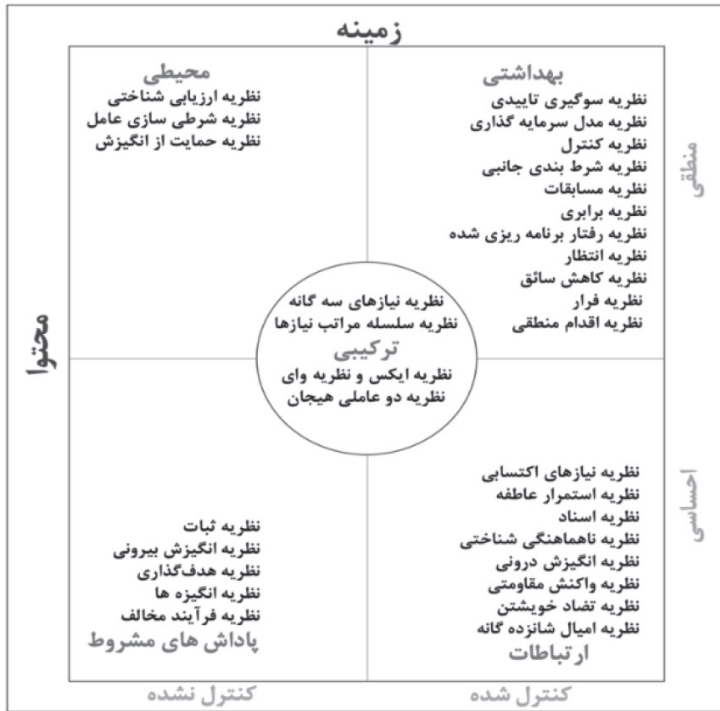 زمینه
بهداشتی
نظریه سوگیری تاییدی
نظریه مدل سرمایه گذاری
نظریه کنترل
نظریه شرط بندی جانبی
نظریه مسابقات
نظریه برابری
نظریه رفتار برنامه ریزی شده
نظریه انتظار
نظریه کاهش سائق
نظریه فرار
نظریه اقدام منطقی
محیطی
نظریه ارزیابی شناختی
نظریه شرطی سازی عامل
نظریه حمایت از انگیزش
منطقی
نظریه نیازهای سه گانه
نظریه سلسله مراتب نیازها
ترکیبی
نظریه ایکس و نظریه وای
نظریه دو عاملی هیجان
محتوا
نظریه نیازهای اکتسابی
نظریه استمرار عاطفه
نظریه اسناد
نظریه ناهماهنگی شناختی
نظریه انگیزش درونی
نظریه واکنش مقاومتی
نظریه تضاد خویشتن
نظریه امیال شانزده گانه
ارتباطات
نظریه ثبات
نظریه انگیزش بیرونی
نظریه هدف‌گذاری
نظریه انگیزه ها
نظریه فرآیند مخالف
پاداش های مشروط
احساسی
کنترل شده
کنترل نشده